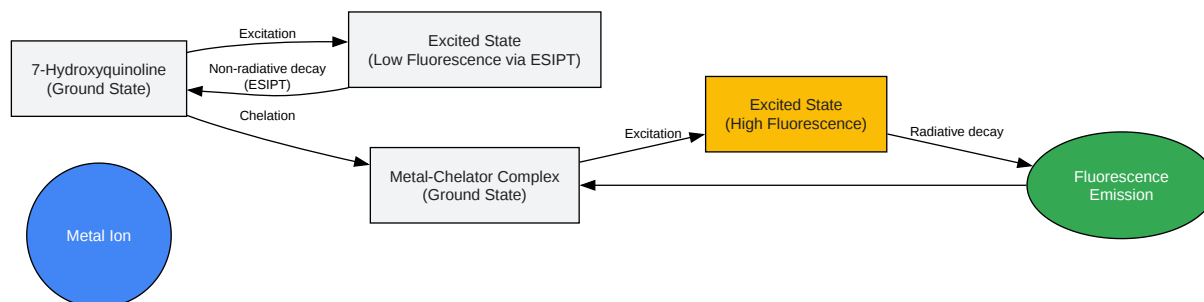 7-Hydroxyquinoline
(Ground State)
Excitation
Excited State
(Low Fluorescence via ESIPT)
Non-radiative decay
(ESIPT)
Chelation
Metal Ion
Metal-Chelator Complex
(Ground State)
Excitation
Excited State
(High Fluorescence)
Radiative decay
Fluorescence
Emission